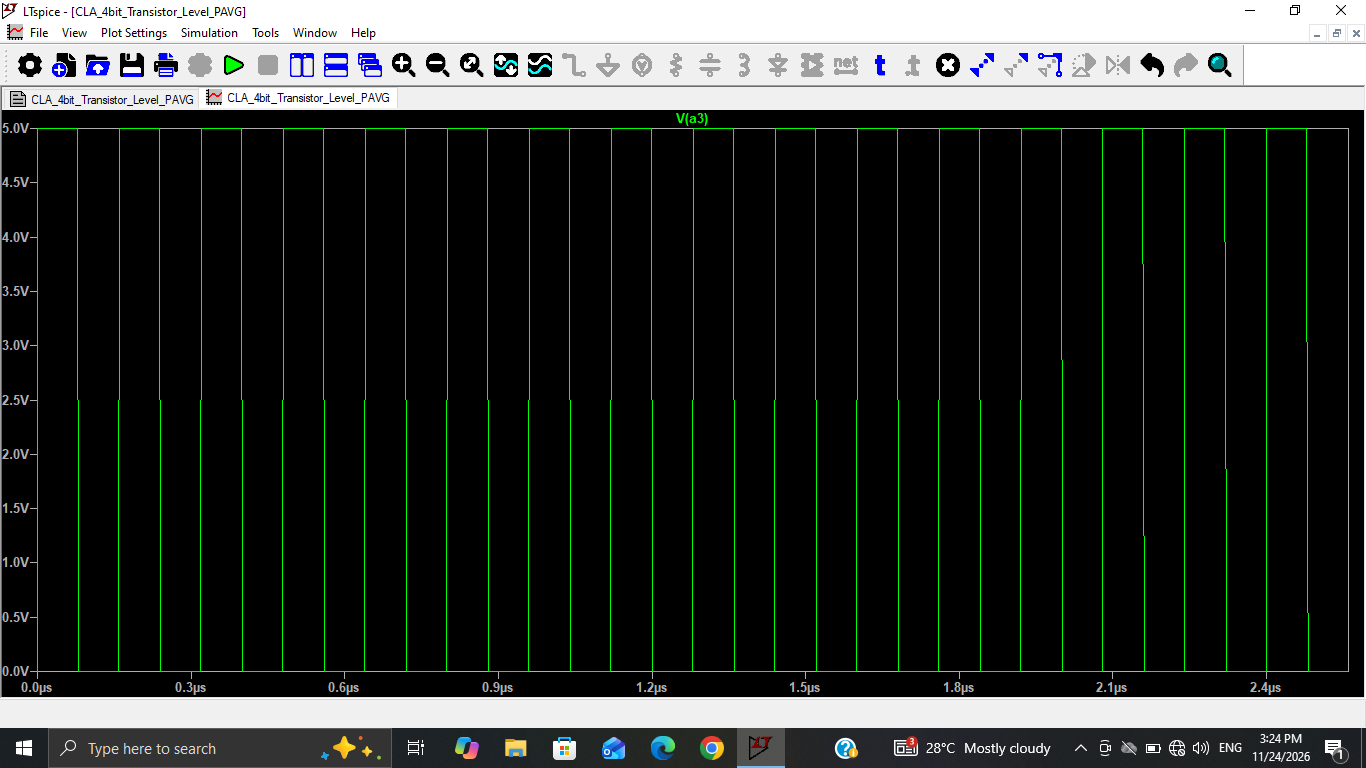 LTspice - [CLA_4bit_Transistor_Level_PAVG]
File View Plot Settings Simulation Tools Window Help
CLA_4bit_Transistor_Level_PAVG CLA_4bit_Transistor_Level_PAVG
V(a3)
5.0V
4.5V
4.0V
3.5V
3.0V
2.5V
2.0V
1.5V
1.0V
0.5V
0.0V
0.0µs 0.3µs 0.6µs 0.9µs 1.2µs 1.5µs 1.8µs 2.1µs 2.4µs
Type here to search
3
28°C Mostly cloudy
ENG
3:24 PM
11/24/2026
1